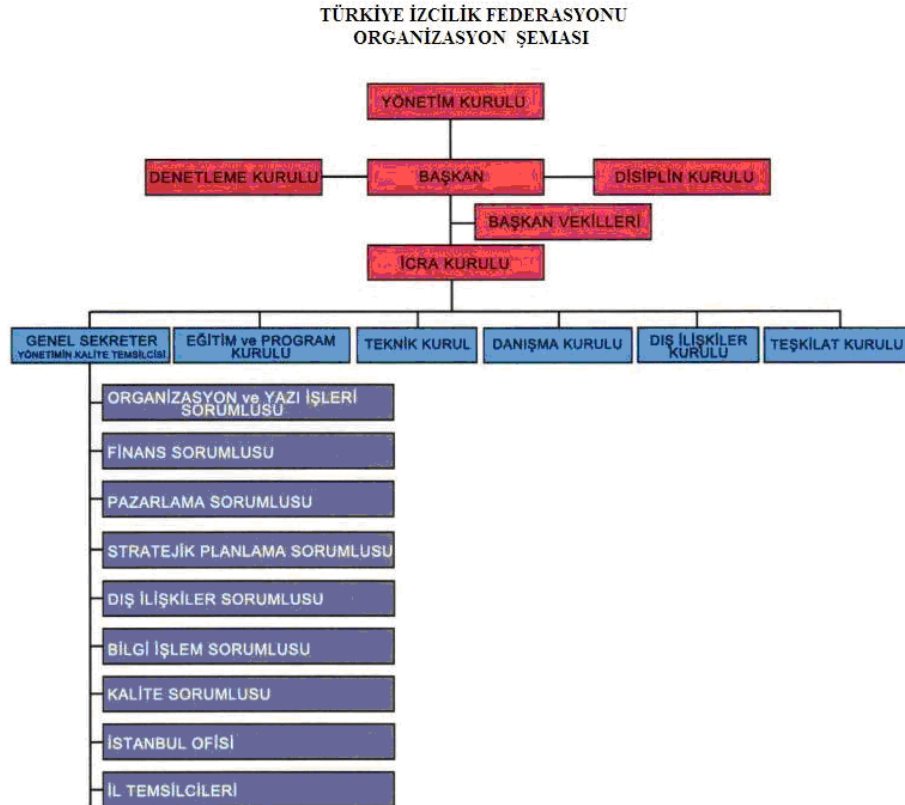 TÜRKİYE İZCİLİK FEDERASYONU
ORGANİZASYON ŞEMASI
YÖNETİM KURULU
DENETLEME KURULU
BAŞKAN
DİSİPLİN KURULU
BAŞKAN VEKİLLERİ
İCRA KURULU
GENEL SEKRETER
YÖNETİMİN KALİTE TEMSİLCİSİ
EĞİTİM ve PROGRAM
KURULU
TEKNİK KURUL
DANIŞMA KURULU
DIŞ İLİŞKİLER
KURULU
TEŞKİLAT KURULU
ORGANİZASYON ve YAZI İŞLERİ
SORUMLUSU
FİNANS SORUMLUSU
PAZARLAMA SORUMLUSU
STRATEJİK PLANLAMA SORUMLUSU
DIŞ İLİŞKİLER SORUMLUSU
BİLGİ İŞLEM SORUMLUSU
KALİTE SORUMLUSU
İSTANBUL OFİSİ
İL TEMSİLCİLERİ